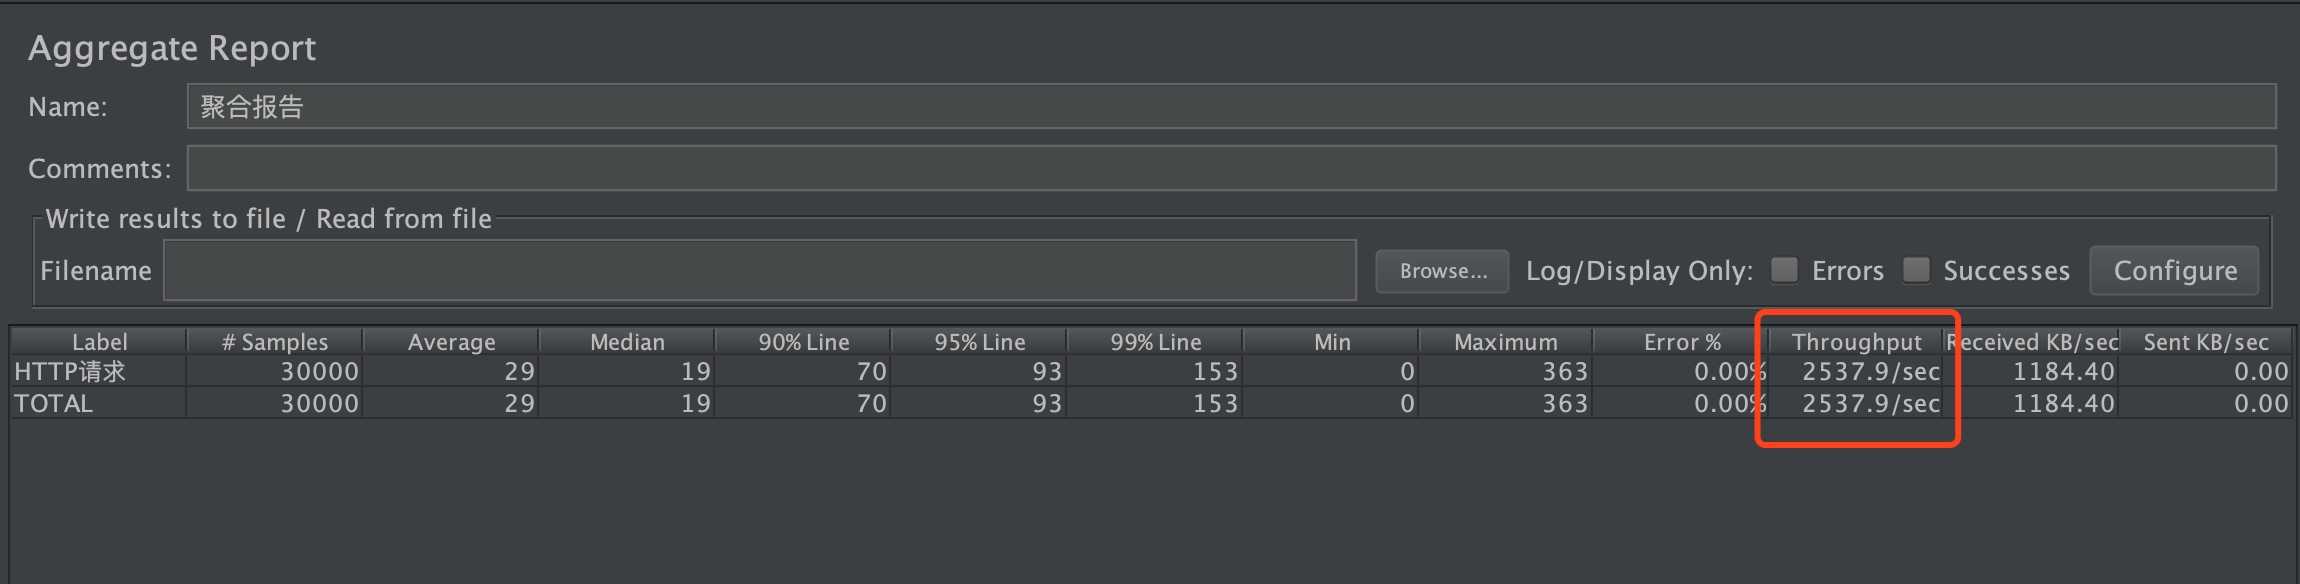 Aggregate Report
Name: 聚合报告
Comments:
Write results to file / Read from file
Filename Browse... Log/Display Only: Errors Successes Configure
Label # Samples Average Median 90% Line 95% Line 99% Line Min Maximum Error % Throughput Received KB/sec Sent KB/sec
HTTP请求 30000 29 19 70 93 153 0 363 0.00% 2537.9/sec 1184.40 0.00
TOTAL 30000 29 19 70 93 153 0 363 0.00% 2537.9/sec 1184.40 0.00